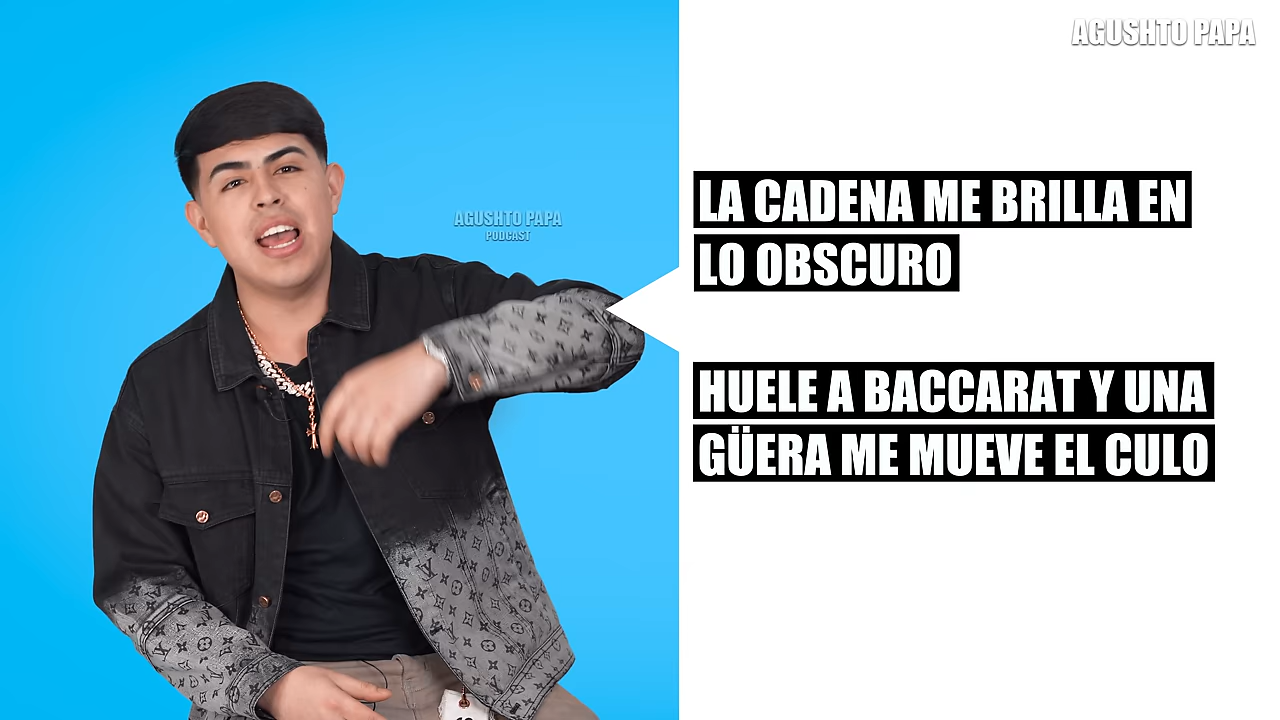 AGUSHTO PAPA
AGUSHTO PAPA
PODCAST
LA CADENA ME BRILLA EN
LO OBSCURO
HUELE A BACCARAT Y UNA
GÜERA ME MUEVE EL CULO